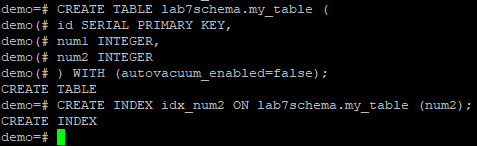 demo=# CREATE TABLE lab7schema.my_table (
demo(# id SERIAL PRIMARY KEY,
demo(# num1 INTEGER,
demo(# num2 INTEGER
demo(# ) WITH (autovacuum_enabled=false);
CREATE TABLE
demo=# CREATE INDEX idx_num2 ON lab7schema.my_table (num2);
CREATE INDEX
demo=#